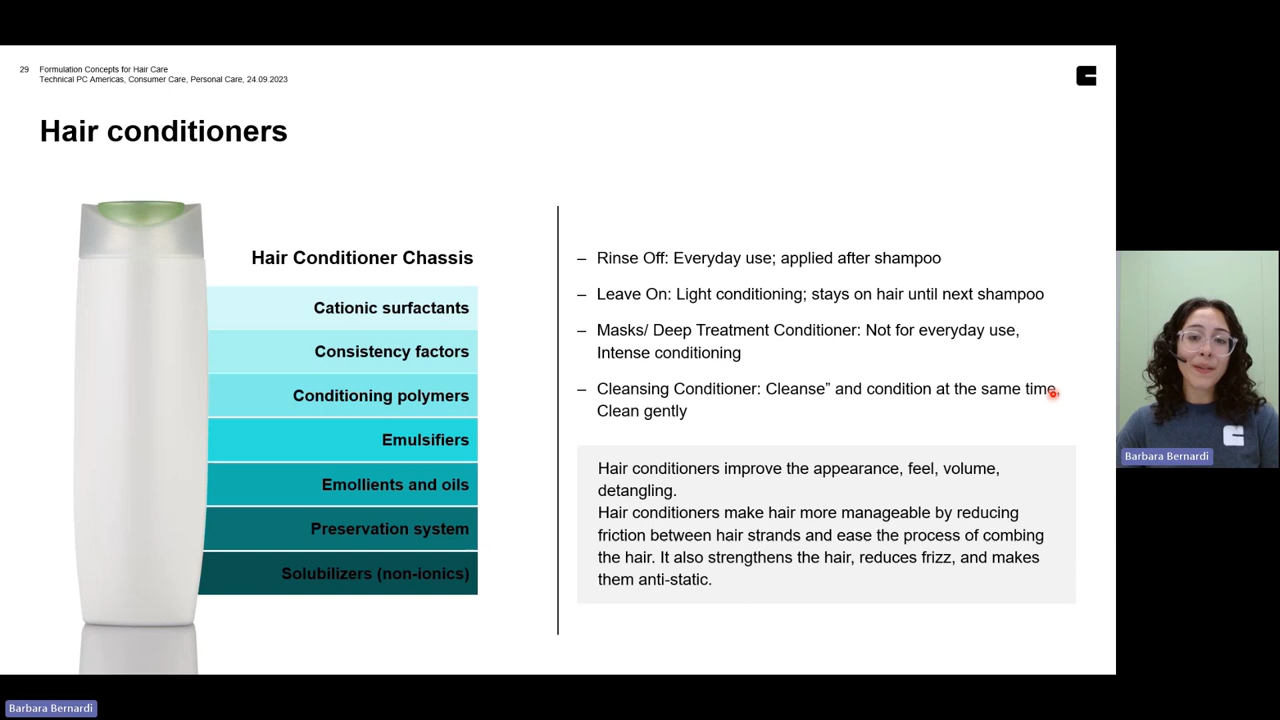 29 Formulation Concepts for Hair Care
Technical PC Americas, Consumer Care, Personal Care, 24.09.2023
Hair conditioners
Hair Conditioner Chassis
Cationic surfactants
Consistency factors
Conditioning polymers
Emulsifiers
Emollients and oils
Preservation system
Solubilizers (non-ionics)
– Rinse Off: Everyday use; applied after shampoo
– Leave On: Light conditioning; stays on hair until next shampoo
– Masks/ Deep Treatment Conditioner: Not for everyday use,
Intense conditioning
– Cleansing Conditioner: Cleanse” and condition at the same time
Clean gently
Hair conditioners improve the appearance, feel, volume,
detangling.
Hair conditioners make hair more manageable by reducing
friction between hair strands and ease the process of combing
the hair. It also strengthens the hair, reduces frizz, and makes
them anti-static.
Barbara Bernardi
Barbara Bernardi